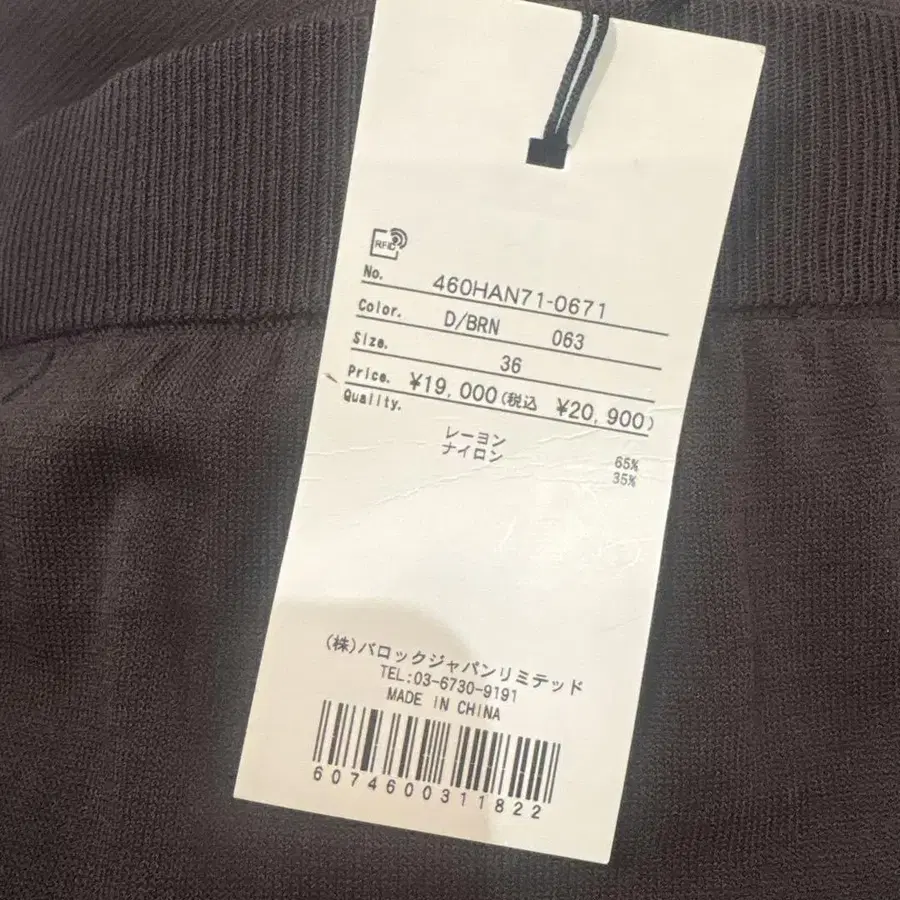 RFID
No. 460HAN71-0671
Color. D/BRN 063
Size. 36
Price. ¥19,000(税込 ¥20,900)
Quality.
レーヨン 65%
ナイロン 35%
(株)バロックジャパンリミテッド
TEL:03-6730-9191
MADE IN CHINA
6074600311822